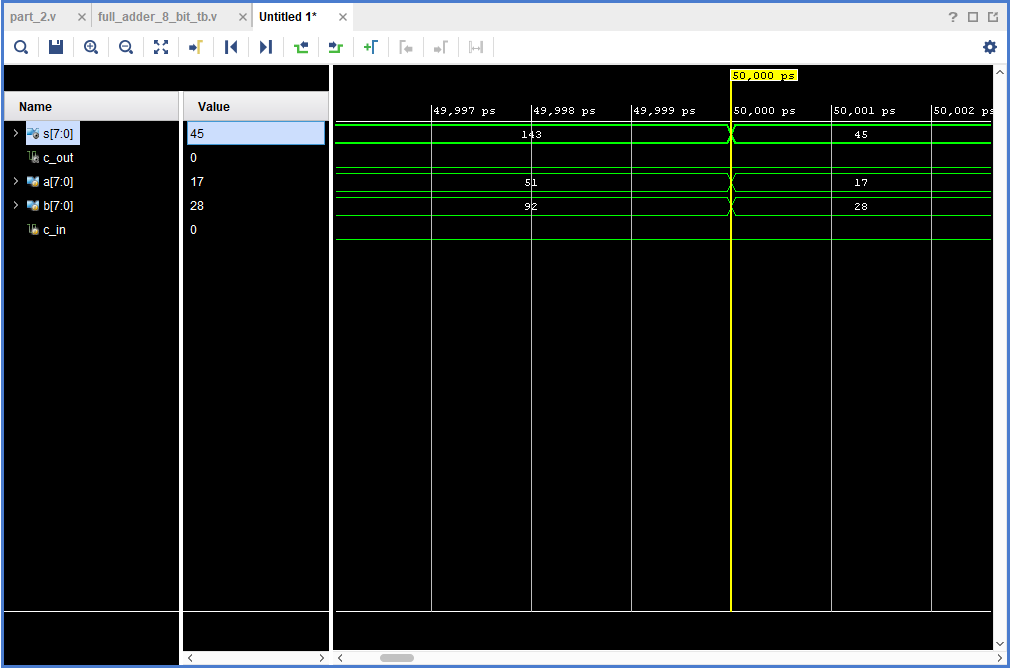 part_2.v full_adder_8_bit_tb.v Untitled 1*
50,000 ps
Name Value
49,997 ps 49,998 ps 49,999 ps 50,000 ps 50,001 ps 50,002 ps
s[7:0] 45 143 45
c_out 0
a[7:0] 17 51 17
b[7:0] 28 92 28
c_in 0